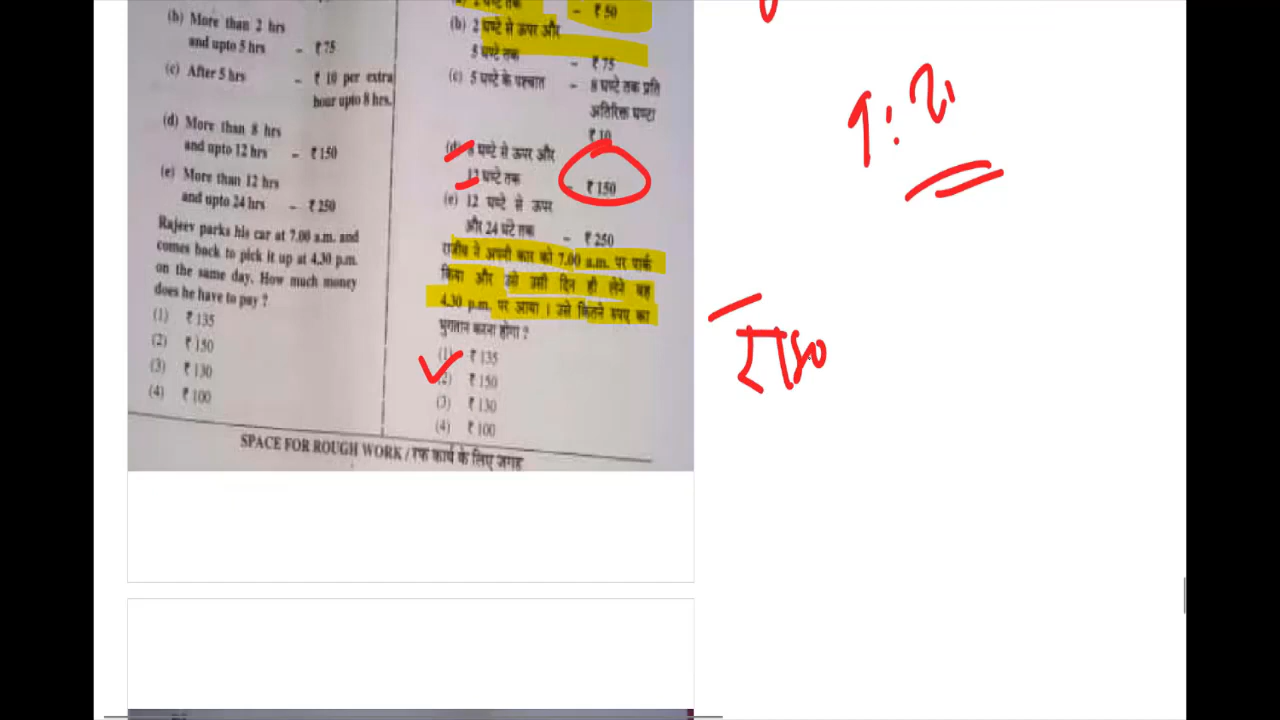 (b) More than 2 hrs
and upto 5 hrs - ₹ 75
(c) After 5 hrs - ₹ 10 per extra
hour upto 8 hrs.
(d) More than 8 hrs
and upto 12 hrs - ₹ 150
(e) More than 12 hrs
and upto 24 hrs - ₹ 250
Rajeev parks his car at 7.00 a.m. and
comes back to pick it up at 4.30 p.m.
on the same day. How much money
does he have to pay ?
(1) ₹ 135
(2) ₹ 150
(3) ₹ 130
(4) ₹ 100
- ₹ 50
(b) 2 घण्टे से ऊपर और
5 घण्टे तक - ₹ 75
(c) 5 घण्टे के पश्चात - 8 घण्टे तक प्रति
अतिरिक्त घण्टा
₹ 10
(d) 8 घण्टे से ऊपर और
12 घण्टे तक - ₹ 150
(e) 12 घण्टे से ऊपर
और 24 घंटे तक - ₹ 250
राजीव ने अपनी कार को 7.00 a.m. पर पार्क
किया और उसे उसी दिन ही लेने वह
4.30 p.m. पर आया । उसे कितने रुपए का
भुगतान करना होगा ?
(1) ₹ 135
(2) ₹ 150
(3) ₹ 130
(4) ₹ 100
SPACE FOR ROUGH WORK / रफ कार्य के लिए जगह